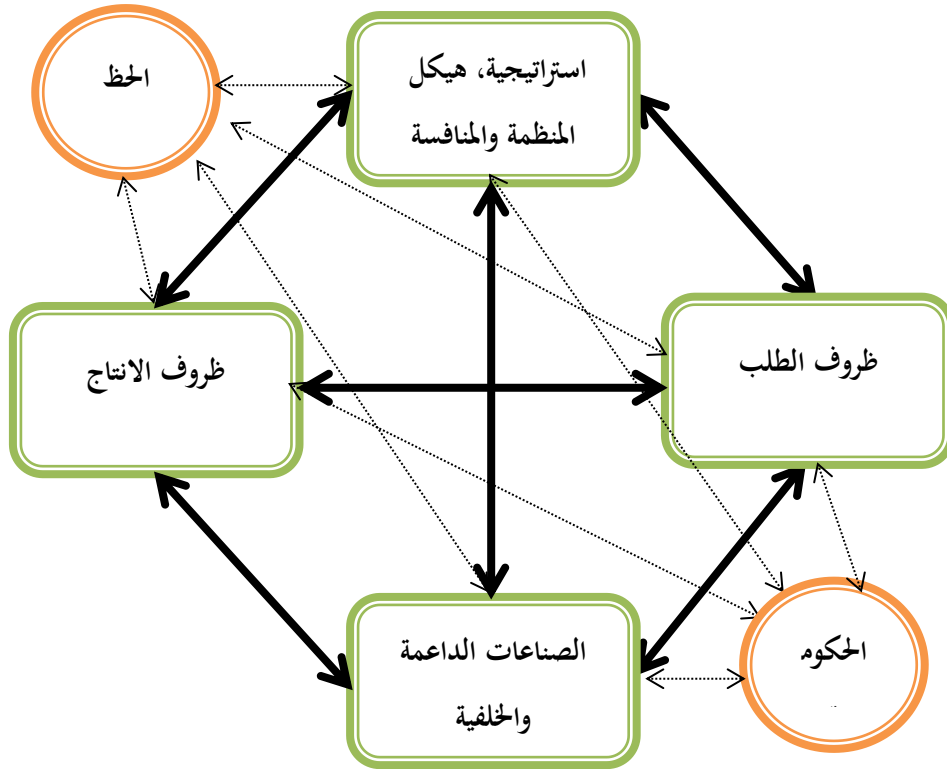 الحظ
استراتيجية، هيكل
المنظمة والمنافسة
ظروف الانتاج
ظروف الطلب
الصناعات الداعمة
والخلفية
الحكوم